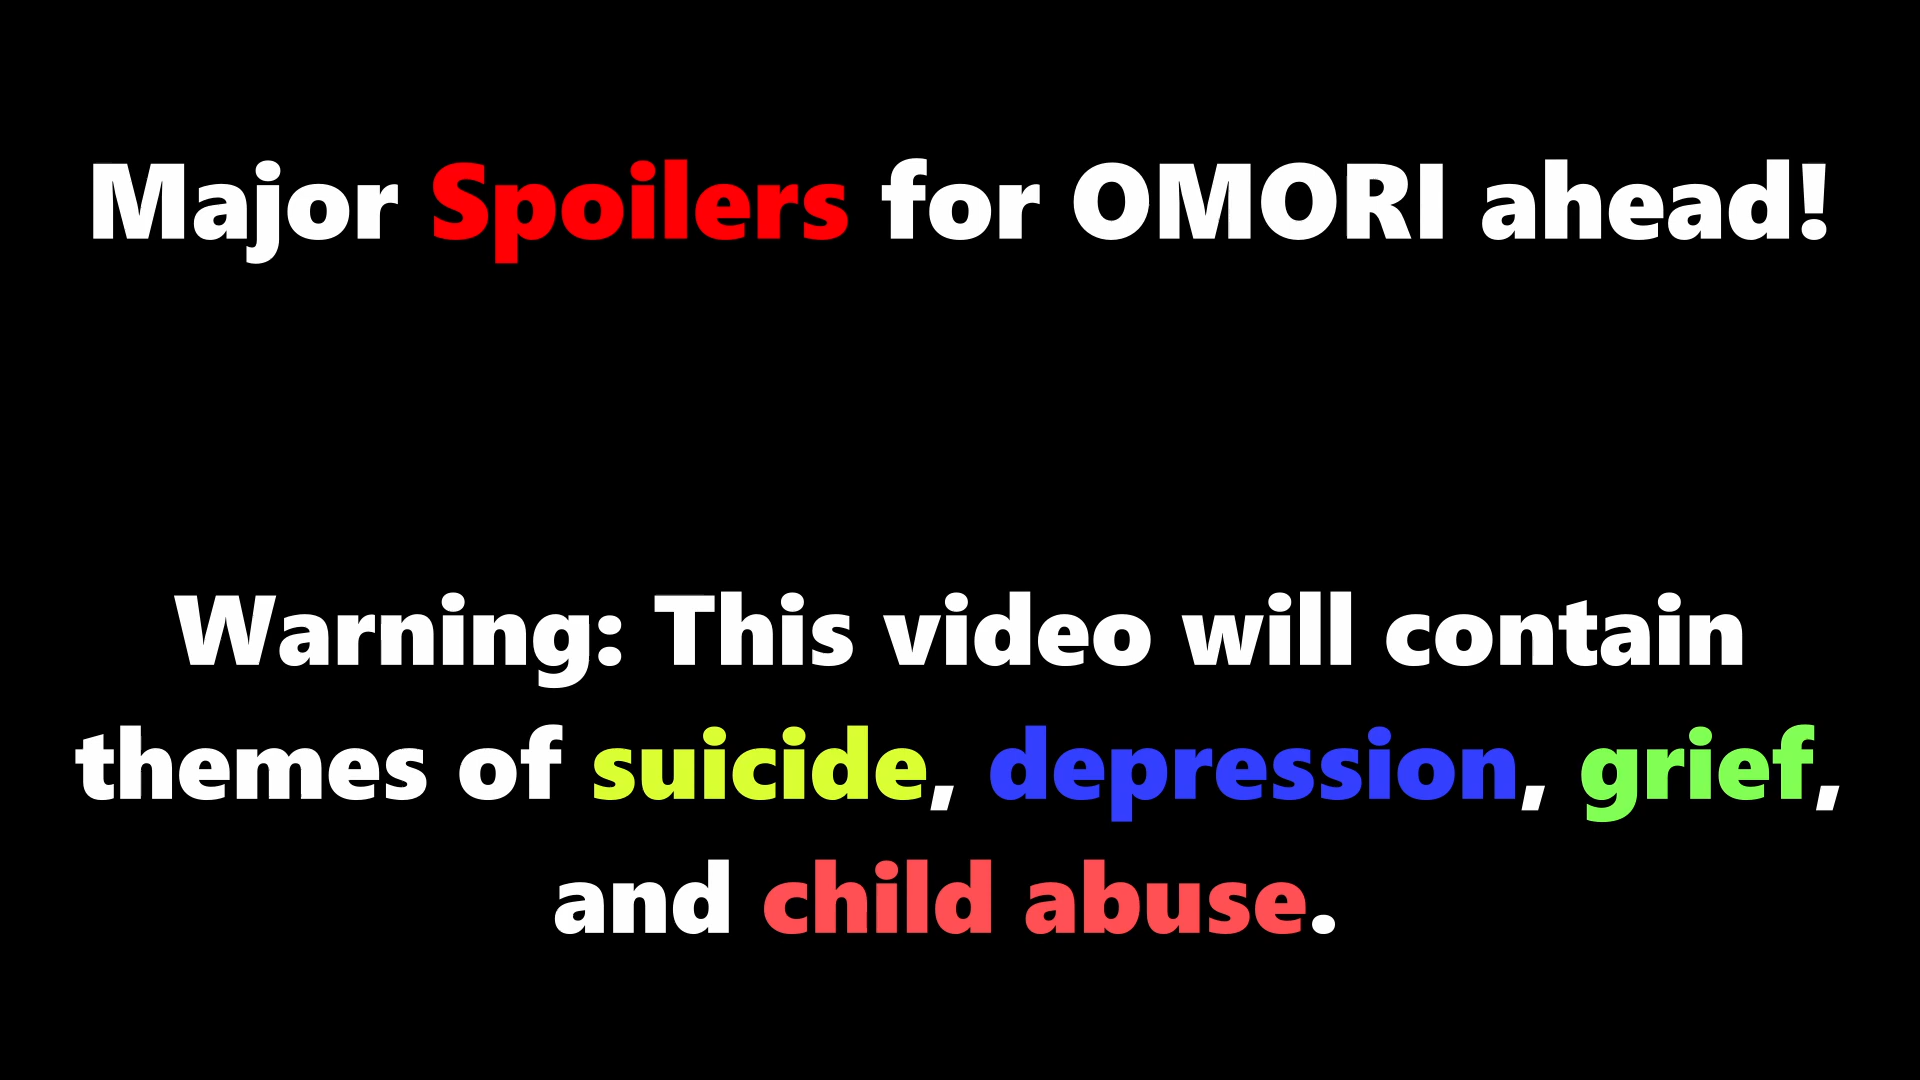 Major Spoilers for OMORI ahead!
Warning: This video will contain
themes of suicide, depression, grief,
and child abuse.